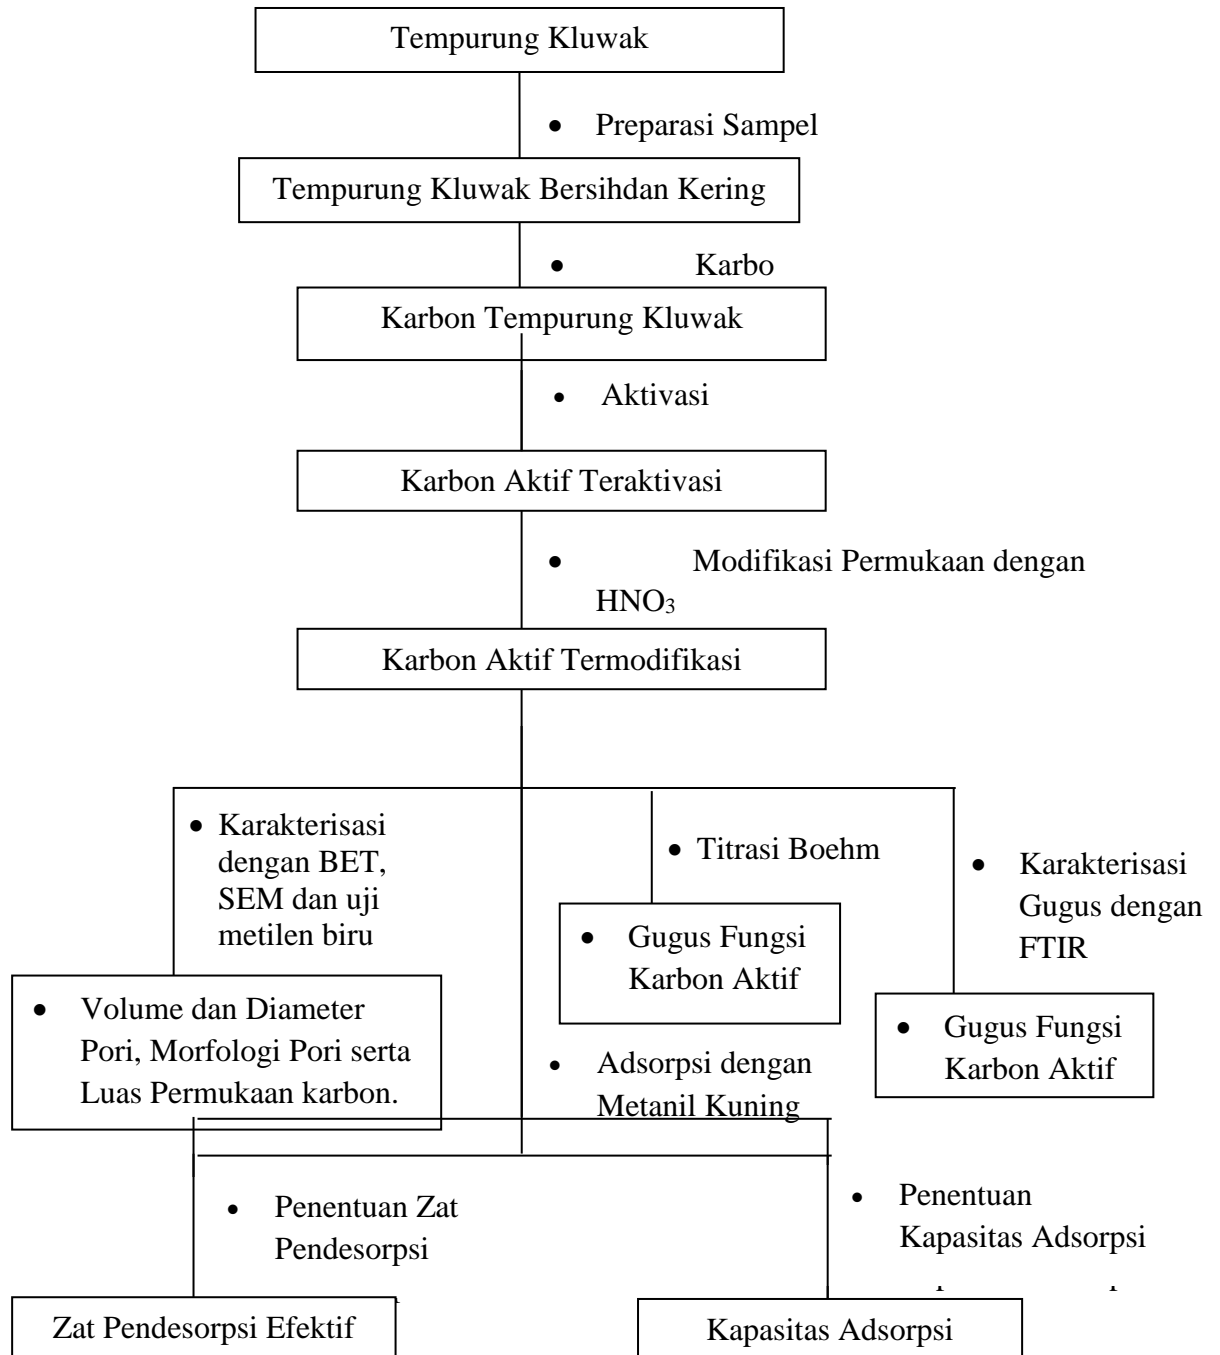 Tempurung Kluwak
• Preparasi Sampel
Tempurung Kluwak Bersihdan Kering
• Karbo
Karbon Tempurung Kluwak
• Aktivasi
Karbon Aktif Teraktivasi
• Modifikasi Permukaan dengan
HNO₃
Karbon Aktif Termodifikasi
• Karakterisasi
dengan BET,
SEM dan uji
metilen biru
• Titrasi Boehm
• Karakterisasi
Gugus dengan
FTIR
• Gugus Fungsi
Karbon Aktif
• Volume dan Diameter
Pori, Morfologi Pori serta
Luas Permukaan karbon.
• Gugus Fungsi
Karbon Aktif
• Adsorpsi dengan
Metanil Kuning
• Penentuan Zat
Pendesorpsi
• Penentuan
Kapasitas Adsorpsi
Zat Pendesorpsi Efektif
Kapasitas Adsorpsi